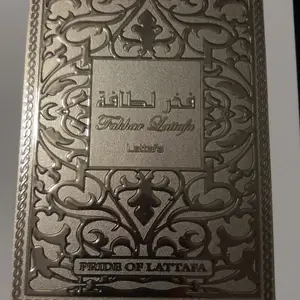 فخر لطافة
Fakhar Lattafa
Lattafa
PRIDE OF LATTAFA